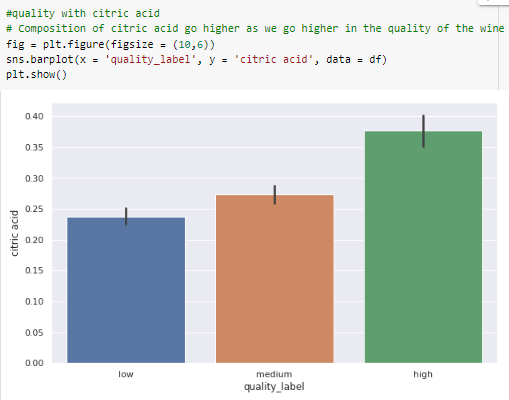 #quality with citric acid
# Composition of citric acid go higher as we go higher in the quality of the wine
fig = plt.figure(figsize = (10,6))
sns.barplot(x = 'quality_label', y = 'citric acid', data = df)
plt.show()
0.40
0.35
0.30
0.25
0.20
0.15
0.10
0.05
0.00
citric acid
low medium high
quality_label